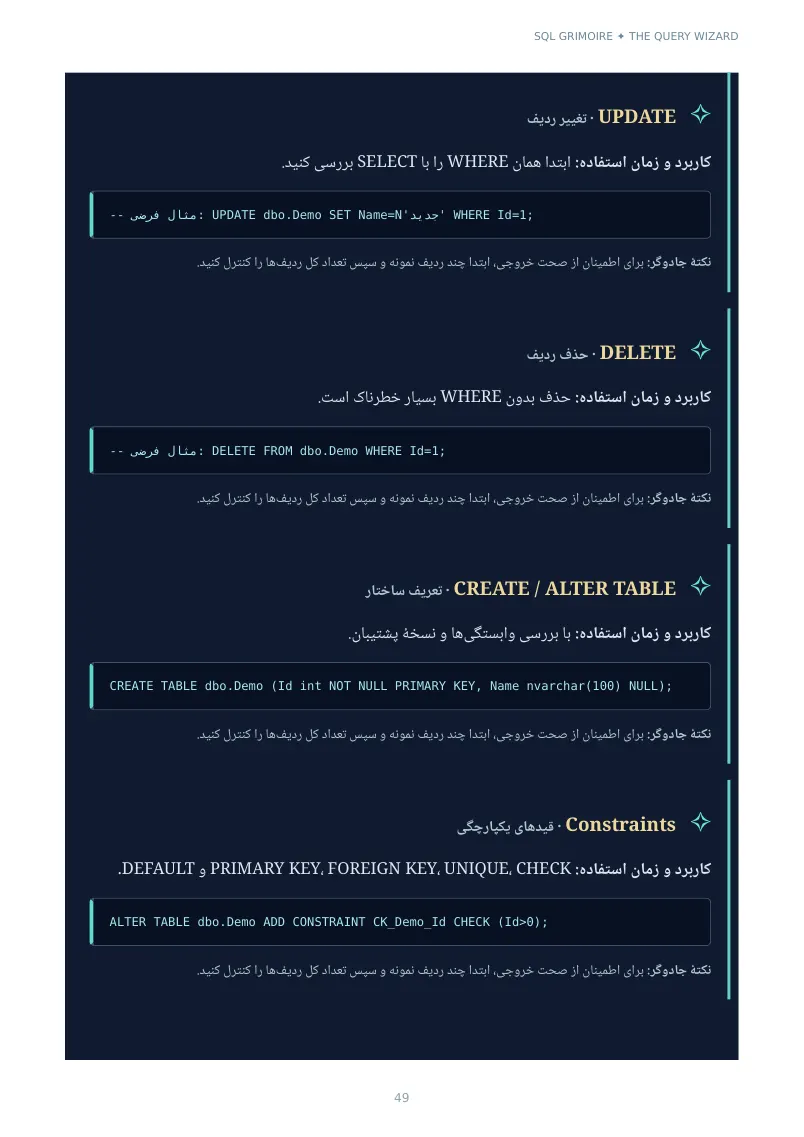 SQL GRIMOIRE ✦ THE QUERY WIZARD
✧ UPDATE · تغییر ردیف
کاربرد و زمان استفاده: ابتدا همان WHERE را با SELECT بررسی کنید.
-- مثال فرضی: UPDATE dbo.Demo SET Name=N'جدید' WHERE Id=1;
نکتهٔ جادوگر: برای اطمینان از صحت خروجی، ابتدا چند ردیف نمونه و سپس تعداد کل ردیف‌ها را کنترل کنید.
✧ DELETE · حذف ردیف
کاربرد و زمان استفاده: حذف بدون WHERE بسیار خطرناک است.
-- مثال فرضی: DELETE FROM dbo.Demo WHERE Id=1;
نکتهٔ جادوگر: برای اطمینان از صحت خروجی، ابتدا چند ردیف نمونه و سپس تعداد کل ردیف‌ها را کنترل کنید.
✧ CREATE / ALTER TABLE · تعریف ساختار
کاربرد و زمان استفاده: با بررسی وابستگی‌ها و نسخهٔ پشتیبان.
CREATE TABLE dbo.Demo (Id int NOT NULL PRIMARY KEY, Name nvarchar(100) NULL);
نکتهٔ جادوگر: برای اطمینان از صحت خروجی، ابتدا چند ردیف نمونه و سپس تعداد کل ردیف‌ها را کنترل کنید.
✧ Constraints · قیدهای یکپارچگی
کاربرد و زمان استفاده: PRIMARY KEY، FOREIGN KEY، UNIQUE، CHECK و DEFAULT.
ALTER TABLE dbo.Demo ADD CONSTRAINT CK_Demo_Id CHECK (Id>0);
نکتهٔ جادوگر: برای اطمینان از صحت خروجی، ابتدا چند ردیف نمونه و سپس تعداد کل ردیف‌ها را کنترل کنید.
49